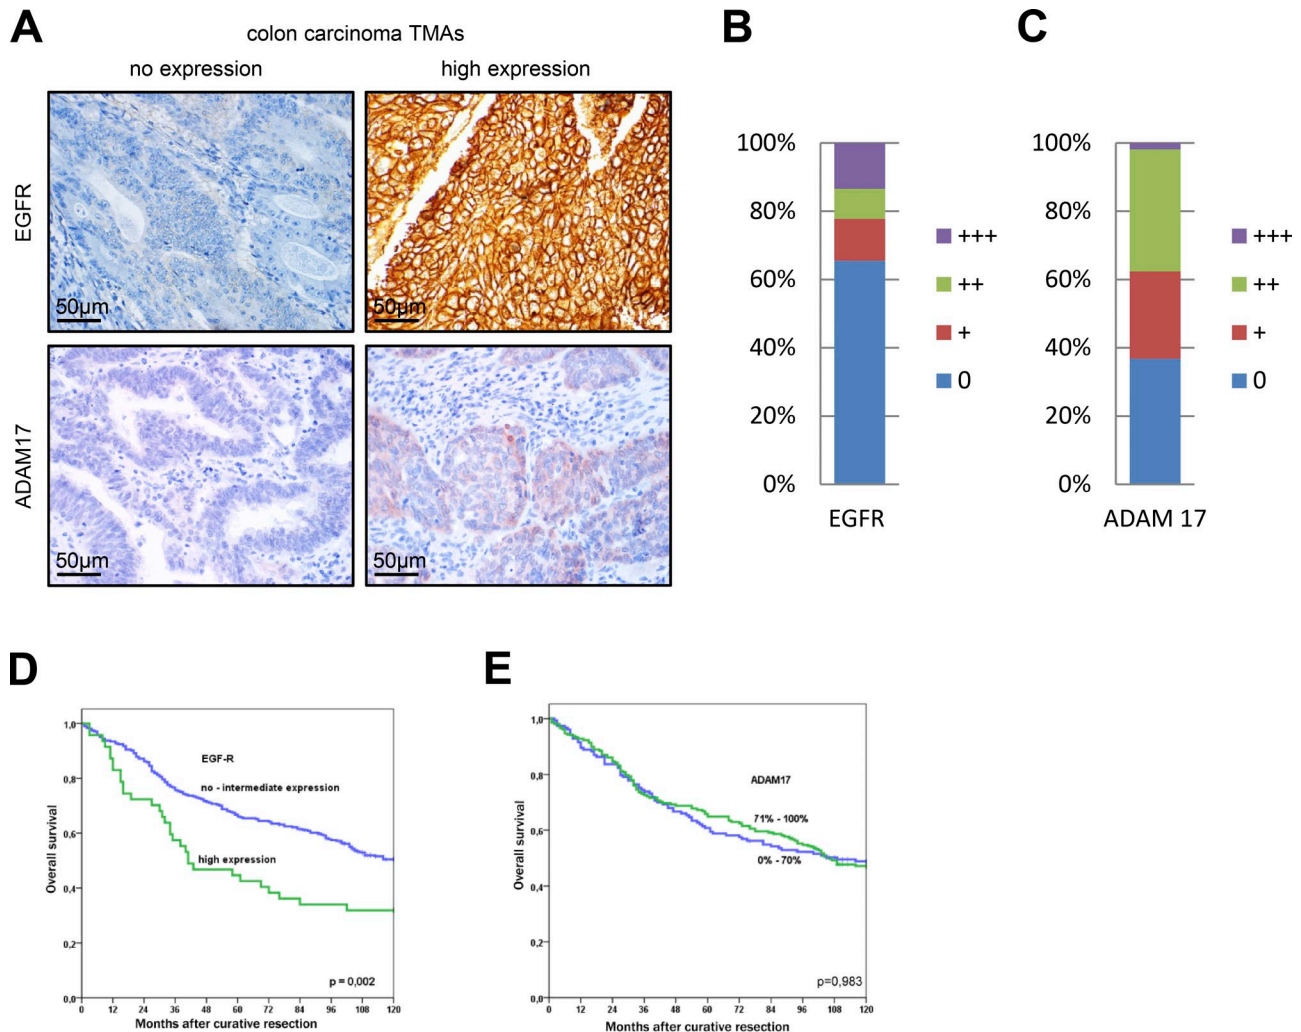 A
colon carcinoma TMAs
no expression
high expression
EGFR
50µm
50µm
ADAM17
50µm
50µm
B
100%
80%
60%
40%
20%
0%
EGFR
+++
++
+
0
C
100%
80%
60%
40%
20%
0%
ADAM 17
+++
++
+
0
D
1,0
0,8
0,6
0,4
0,2
0,0
Overall survival
EGF-R
no - intermediate expression
high expression
p = 0,002
0 12 24 36 48 60 72 84 96 108 120
Months after curative resection
E
1,0
0,8
0,6
0,4
0,2
0,0
Overall survival
ADAM17
71% - 100%
0% - 70%
p=0,983
0 12 24 36 48 60 72 84 96 108 120
Months after curative resection